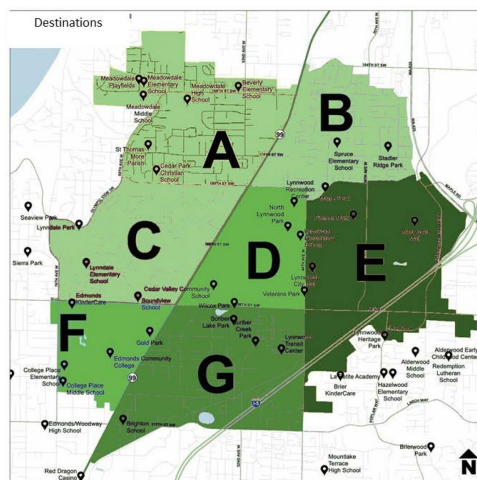 Destinations
Meadowdale
Playfields
Meadowdale
Elementary
School
Meadowdale
High
School
Beverly
Elementary
School
Meadowdale
Middle
School
A
B
99
St Thomas
More
Parish
Cedar Park
Christian
School
Spruce
Elementary
School
Stadler
Ridge Park
Lynnwood
Recreation
North
Lynnwood
Park
Seaview Park
Lynndale Park
C
D
E
Sierra Park
Lynndale
Elementary
School
Cedar Valley Community
School
Lynnwood
Veterans Park
Edmonds
KinderCare
Soundview
School
Wilcox Park
Scriber
Lake Park
F
Gold Park
Scriber
Creek
Park
Lynnwood
Transit
Center
Lynnwood
Heritage Park
Edmonds Community
College
G
College Place
Elementary
School
College Place
Middle School
99
Alderwood
Middle
School
Alderwood Early
Childhood Center
Redemption
Lutheran School
Academy
Brier
KinderCare
Hazelwood
Elementary
School
Edmonds/Woodway
High School
Brighton
School
Mountlake
Terrace
High School
Brierwood
Park
Red Dragon
Casino
N